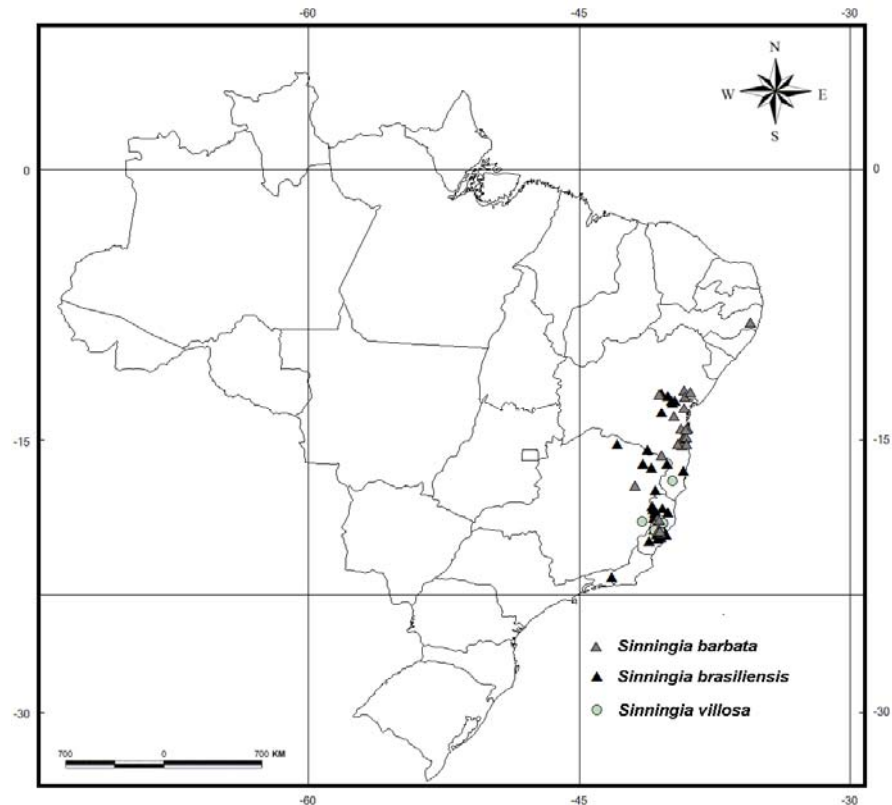 -60 -45 -30
N
W E
S
0 0
-15 -15
Sinningia barbata
Sinningia brasiliensis
Sinningia villosa
-30 -30
700 0 700 KM
-60 -45 -30